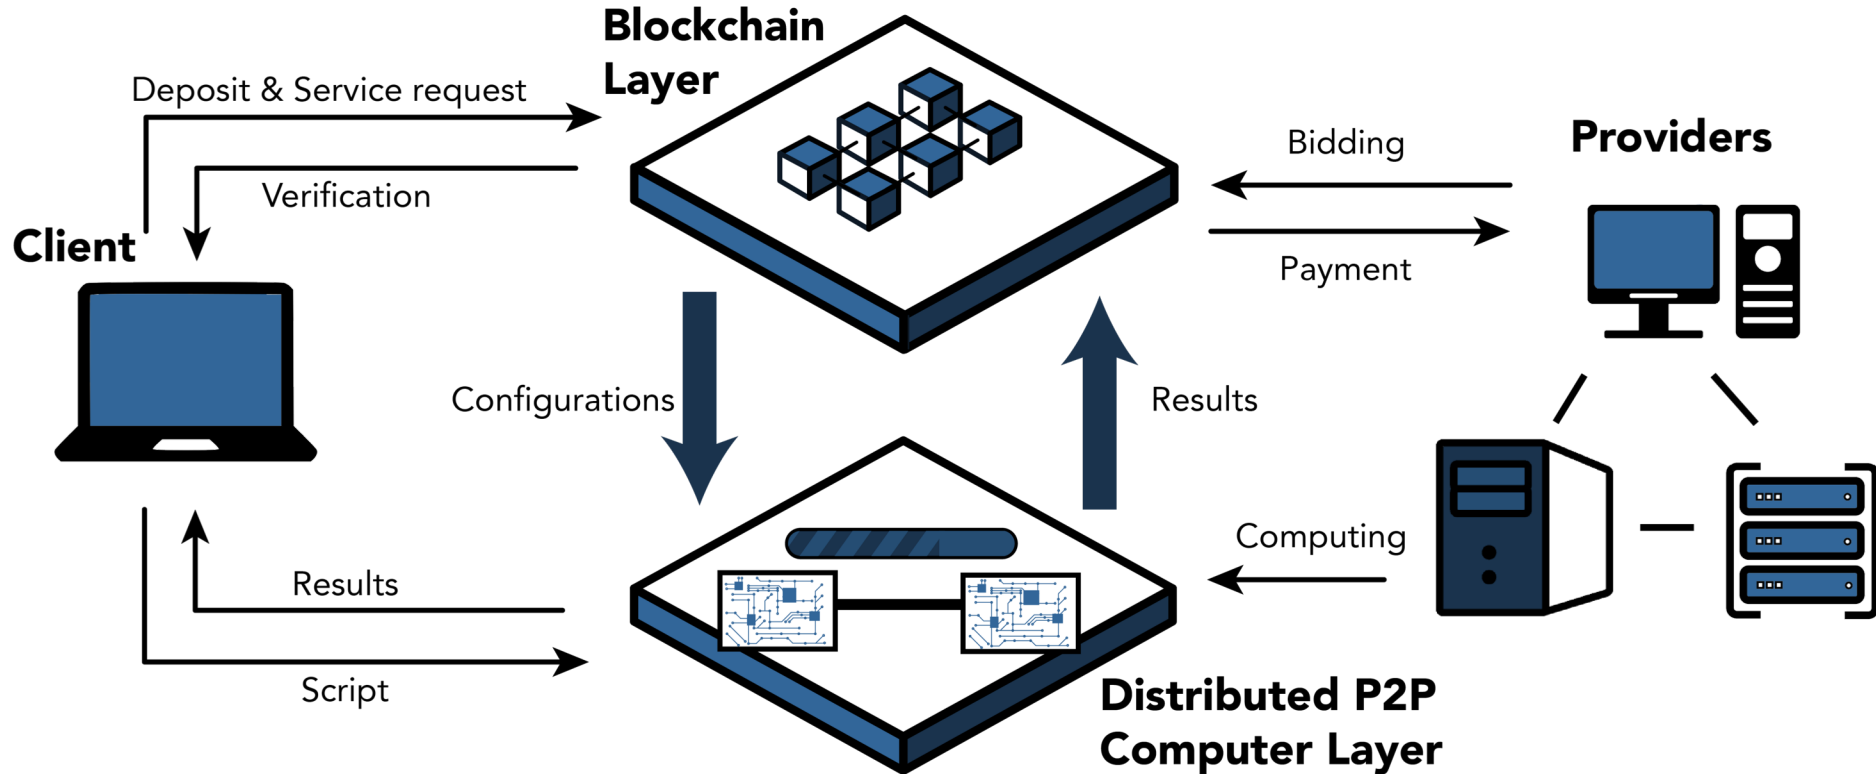 Blockchain
Layer
Deposit & Service request
Verification
Client
Bidding
Payment
Providers
Configurations
Results
Computing
Results
Script
Distributed P2P
Computer Layer